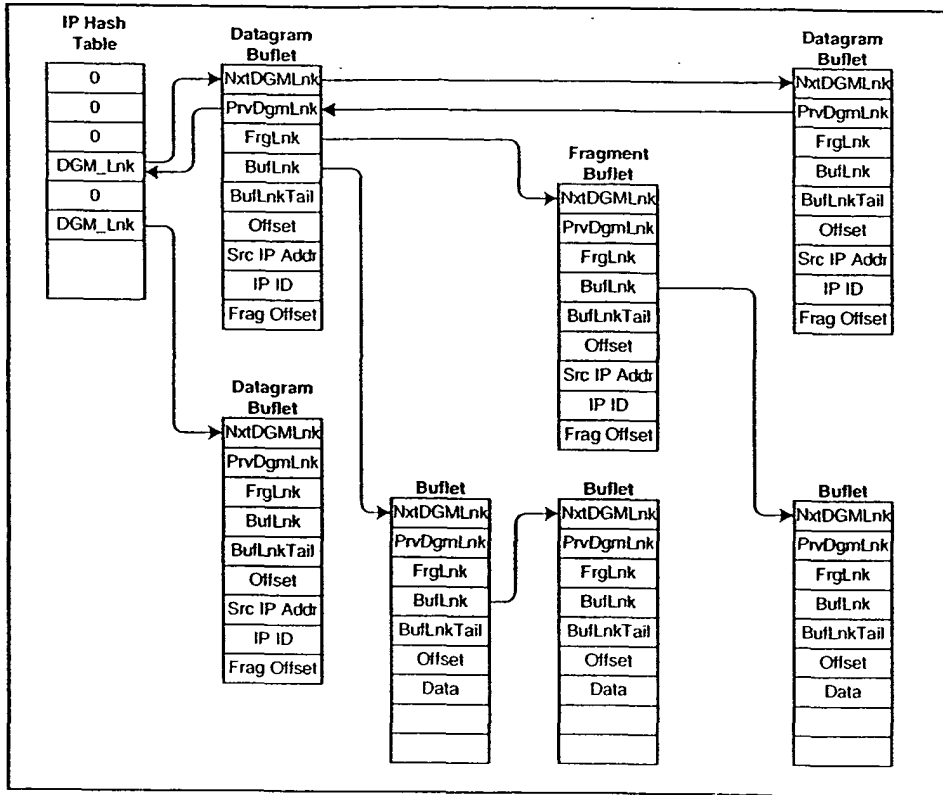 IP Hash
Table
0
0
0
DGM_Lnk
0
DGM_Lnk
Datagram
Buflet
NxtDGMLnk
PrvDgmLnk
FrgLnk
BufLnk
BufLnkTail
Offset
Src IP Addr
IP ID
Frag Offset
Datagram
Buflet
NxtDGMLnk
PrvDgmLnk
FrgLnk
BufLnk
BufLnkTail
Offset
Src IP Addr
IP ID
Frag Offset
Fragment
Buflet
NxtDGMLnk
PrvDgmLnk
FrgLnk
BufLnk
BufLnkTail
Offset
Src IP Addr
IP ID
Frag Offset
Datagram
Buflet
NxtDGMLnk
PrvDgmLnk
FrgLnk
BufLnk
BufLnkTail
Offset
Src IP Addr
IP ID
Frag Offset
Buflet
NxtDGMLnk
PrvDgmLnk
FrgLnk
BufLnk
BufLnkTail
Offset
Data
Buflet
NxtDGMLnk
PrvDgmLnk
FrgLnk
BufLnk
BufLnkTail
Offset
Data
Buflet
NxtDGMLnk
PrvDgmLnk
FrgLnk
BufLnk
BufLnkTail
Offset
Data